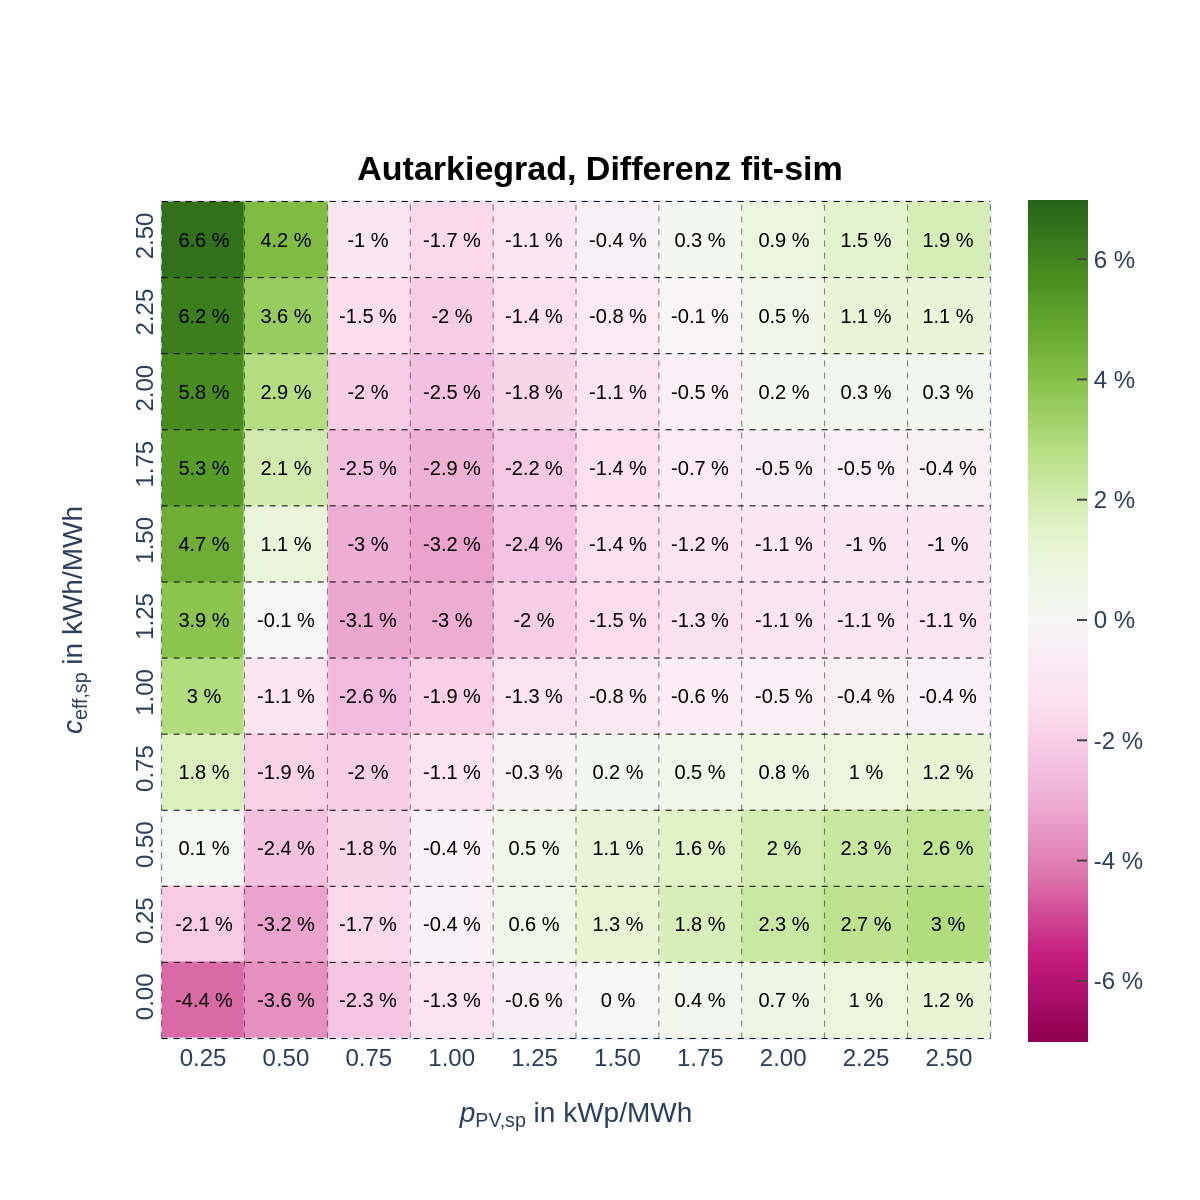 Autarkiegrad, Differenz fit-sim
2.50 6.6 % 4.2 % -1 % -1.7 % -1.1 % -0.4 % 0.3 % 0.9 % 1.5 % 1.9 %
2.25 6.2 % 3.6 % -1.5 % -2 % -1.4 % -0.8 % -0.1 % 0.5 % 1.1 % 1.1 %
2.00 5.8 % 2.9 % -2 % -2.5 % -1.8 % -1.1 % -0.5 % 0.2 % 0.3 % 0.3 %
1.75 5.3 % 2.1 % -2.5 % -2.9 % -2.2 % -1.4 % -0.7 % -0.5 % -0.5 % -0.4 %
1.50 4.7 % 1.1 % -3 % -3.2 % -2.4 % -1.4 % -1.2 % -1.1 % -1 % -1 %
1.25 3.9 % -0.1 % -3.1 % -3 % -2 % -1.5 % -1.3 % -1.1 % -1.1 % -1.1 %
1.00 3 % -1.1 % -2.6 % -1.9 % -1.3 % -0.8 % -0.6 % -0.5 % -0.4 % -0.4 %
0.75 1.8 % -1.9 % -2 % -1.1 % -0.3 % 0.2 % 0.5 % 0.8 % 1 % 1.2 %
0.50 0.1 % -2.4 % -1.8 % -0.4 % 0.5 % 1.1 % 1.6 % 2 % 2.3 % 2.6 %
0.25 -2.1 % -3.2 % -1.7 % -0.4 % 0.6 % 1.3 % 1.8 % 2.3 % 2.7 % 3 %
0.00 -4.4 % -3.6 % -2.3 % -1.3 % -0.6 % 0 % 0.4 % 0.7 % 1 % 1.2 %
0.25 0.50 0.75 1.00 1.25 1.50 1.75 2.00 2.25 2.50
pPV,sp in kWp/MWh
ceff,sp in kWh/MWh
6 %
4 %
2 %
0 %
-2 %
-4 %
-6 %